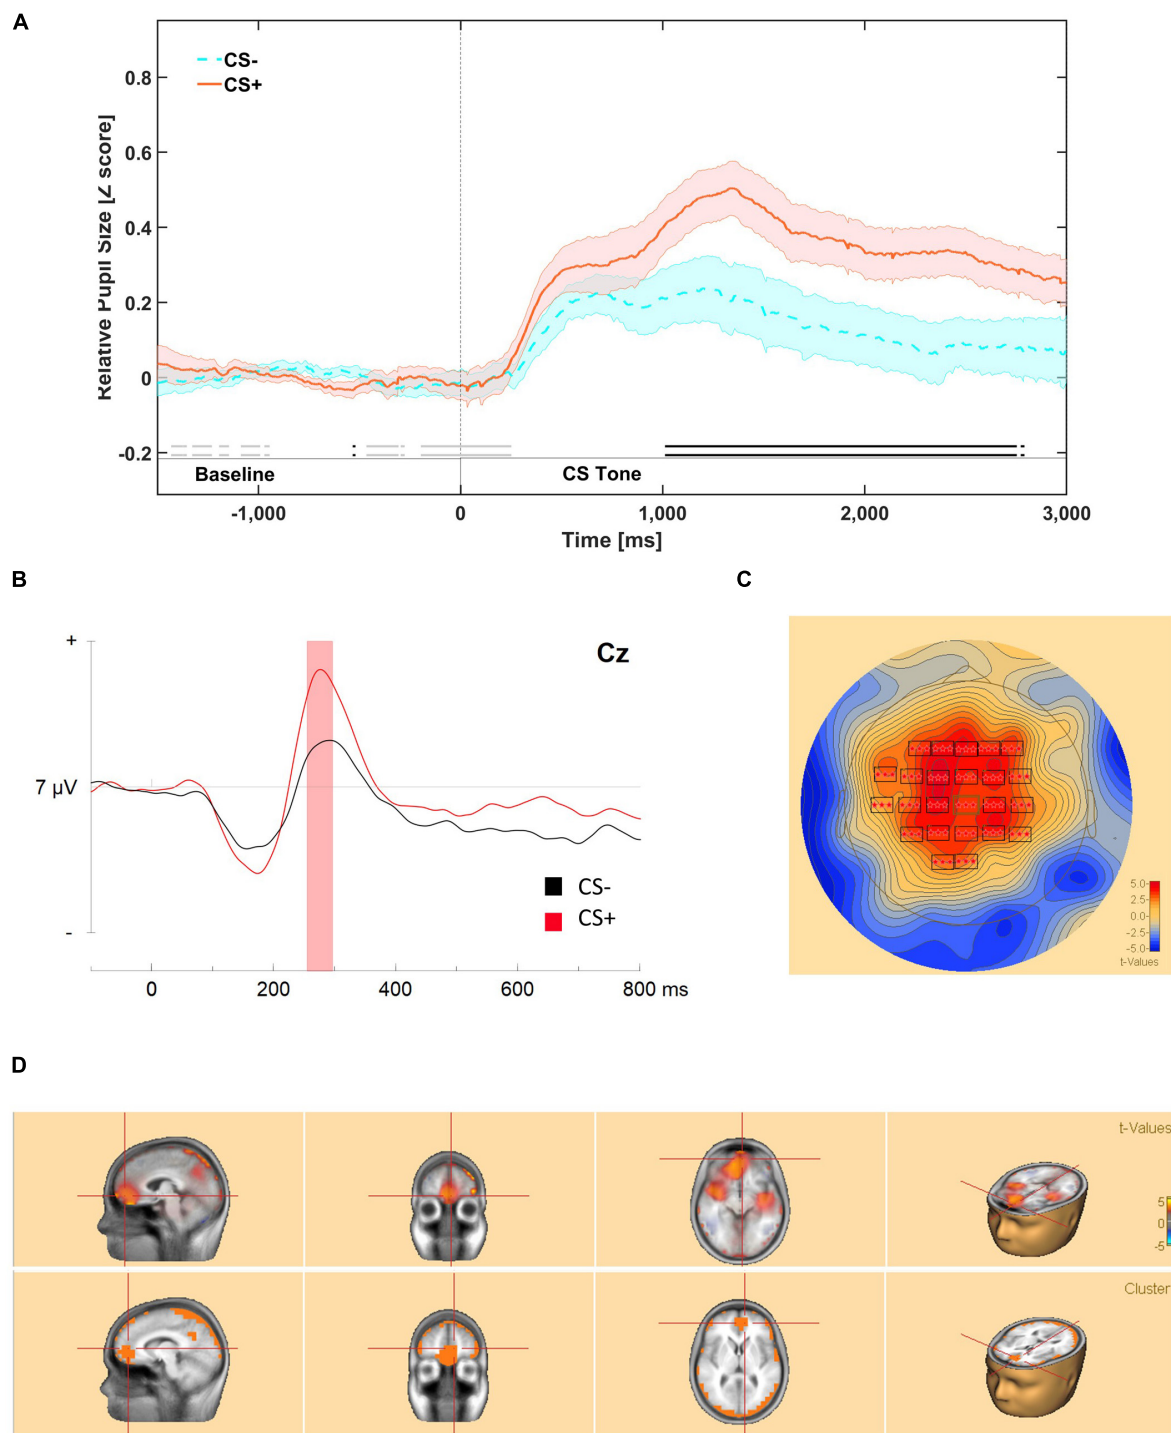 A
CS-
CS+
0.8
0.6
0.4
0.2
0
-0.2
Relative Pupil Size [Z score]
Baseline
CS Tone
-1,000
0
1,000
2,000
3,000
Time [ms]
B
C
+
Cz
7 µV
-
CS-
CS+
0
200
400
600
800 ms
5.0
2.5
0.0
-2.5
-5.0
t-Values
D
t-Values
5
0
-5
Cluster